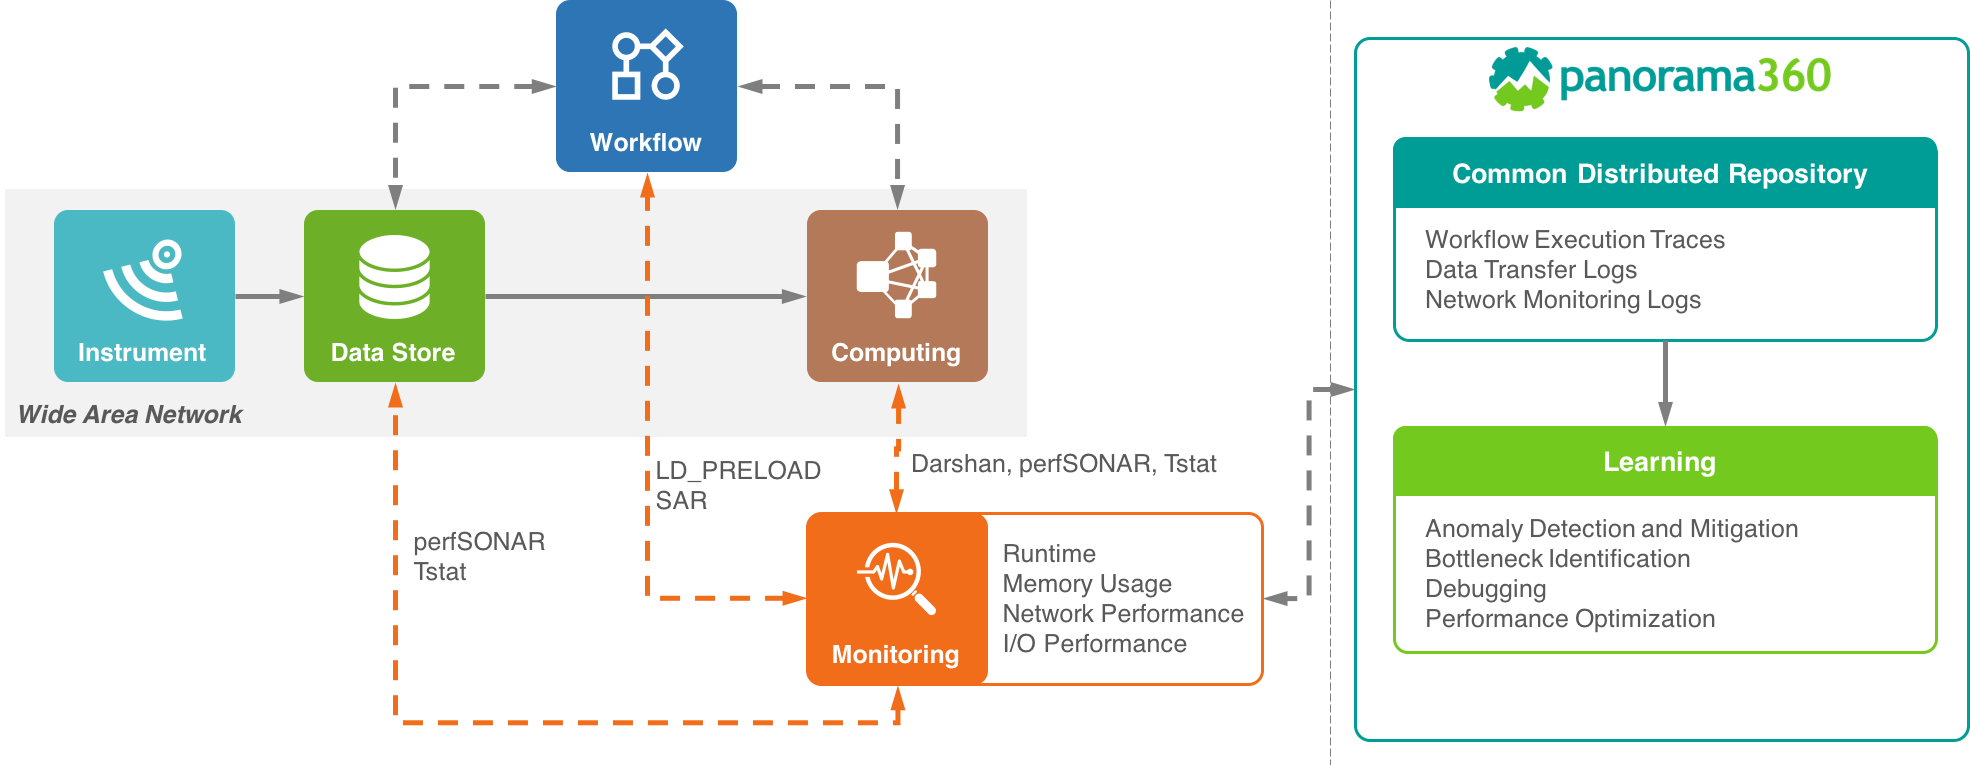 Workflow
Instrument
Data Store
Computing
Wide Area Network
LD_PRELOAD
SAR
Darshan, perfSONAR, Tstat
perfSONAR
Tstat
Monitoring
Runtime
Memory Usage
Network Performance
I/O Performance
panorama360
Common Distributed Repository
Workflow Execution Traces
Data Transfer Logs
Network Monitoring Logs
Learning
Anomaly Detection and Mitigation
Bottleneck Identification
Debugging
Performance Optimization